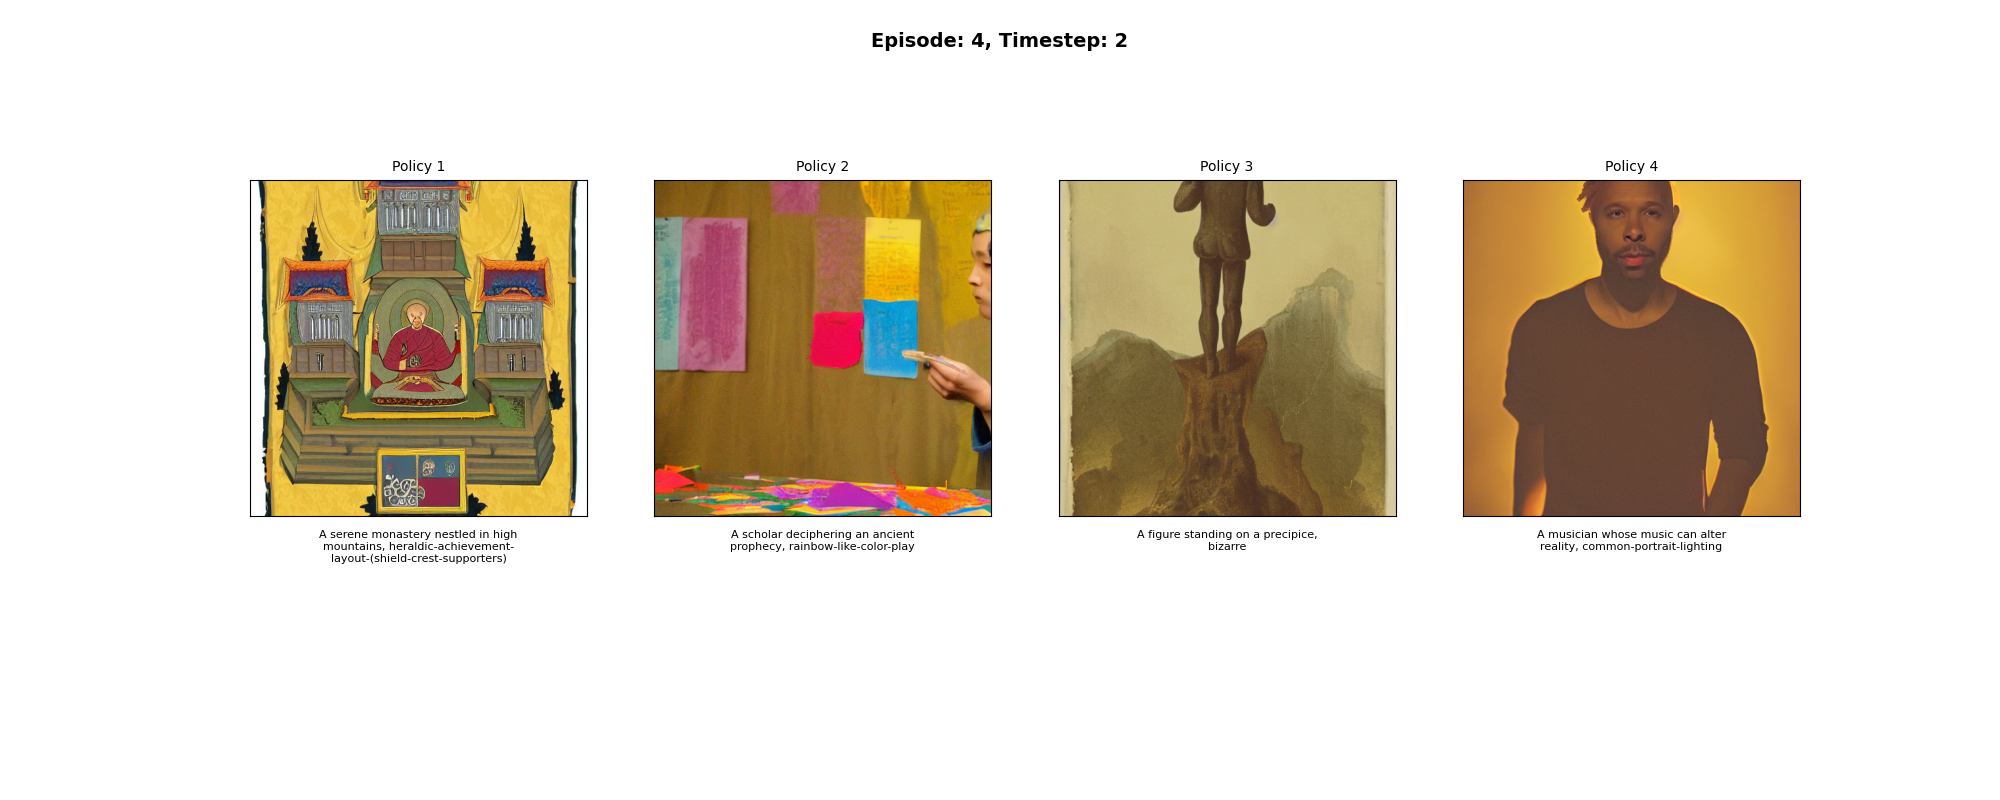 Episode: 4, Timestep: 2
Policy 1
Policy 2
Policy 3
Policy 4
A serene monastery nestled in high
mountains, heraldic-achievement-
layout-(shield-crest-supporters)
A scholar deciphering an ancient
prophecy, rainbow-like-color-play
A figure standing on a precipice,
bizarre
A musician whose music can alter
reality, common-portrait-lighting